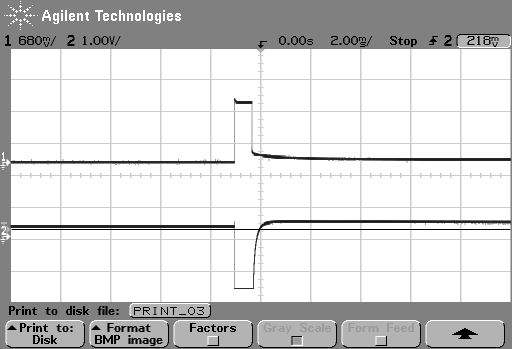 Agilent Technologies
1 680mV/ 2 1.00V/ 0.00s 2.00ms/ Stop 2 218mV
1
2
Print to disk file: PRINT_03
Print to: Format Factors Gray Scale Form Feed
Disk BMP image